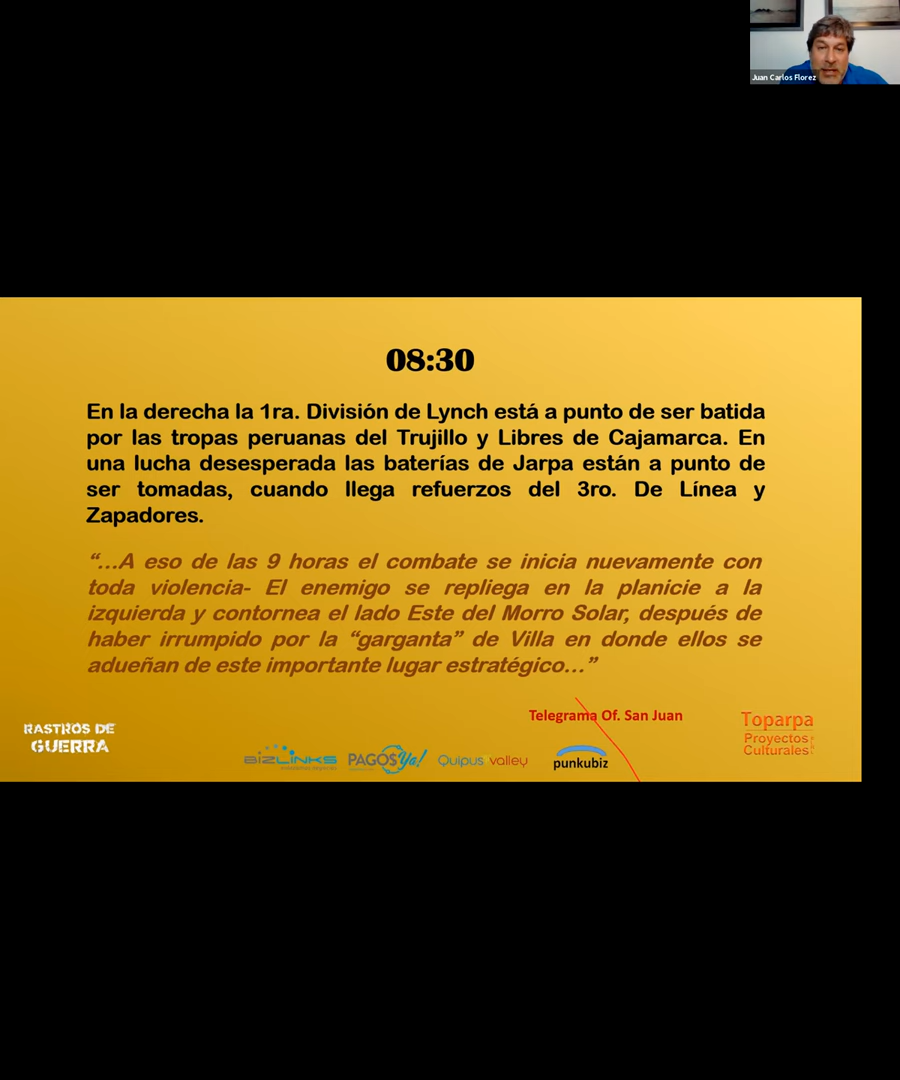 Juan Carlos Florez
08:30
En la derecha la 1ra. División de Lynch está a punto de ser batida
por las tropas peruanas del Trujillo y Libres de Cajamarca. En
una lucha desesperada las baterías de Jarpa están a punto de
ser tomadas, cuando llega refuerzos del 3ro. De Línea y
Zapadores.
“...A eso de las 9 horas el combate se inicia nuevamente con
toda violencia- El enemigo se repliega en la planicie a la
izquierda y contornea el lado Este del Morro Solar, después de
haber irrumpido por la “garganta” de Villa en donde ellos se
adueñan de este importante lugar estratégico...”
Telegrama Of. San Juan
RASTROS DE
GUERRA
BIZLINKS
PAGOS Ya!
Quipus valley
punkubiz
Toparpa
Proyectos
Culturales